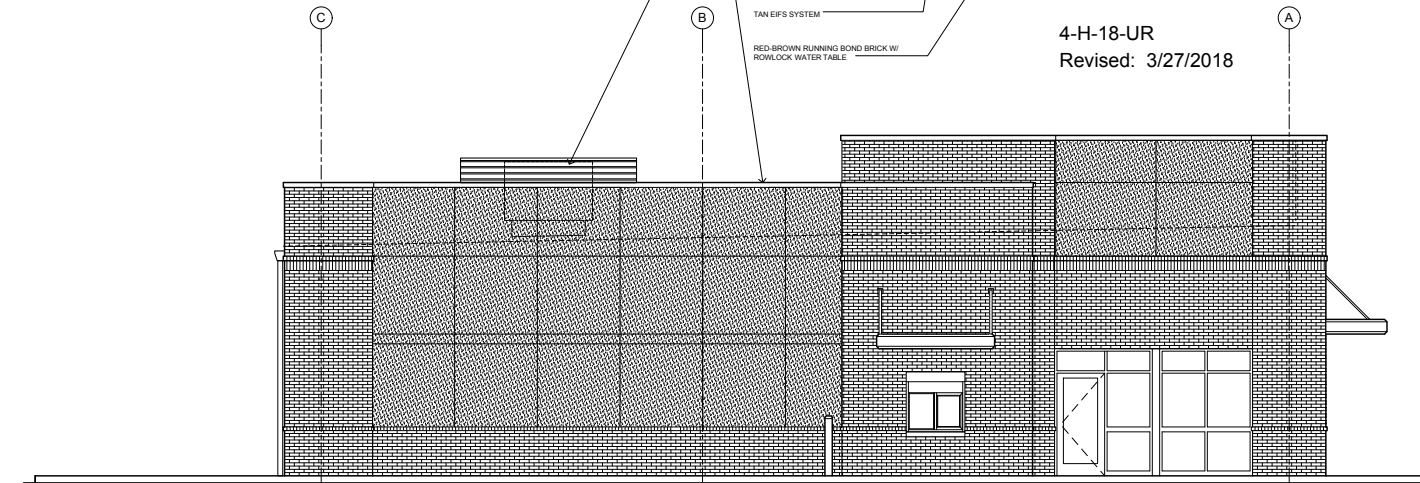 C
B
TAN EIFS SYSTEM
A
4-H-18-UR
RED-BROWN RUNNING BOND BRICK W/
ROWLOCK WATER TABLE
Revised: 3/27/2018